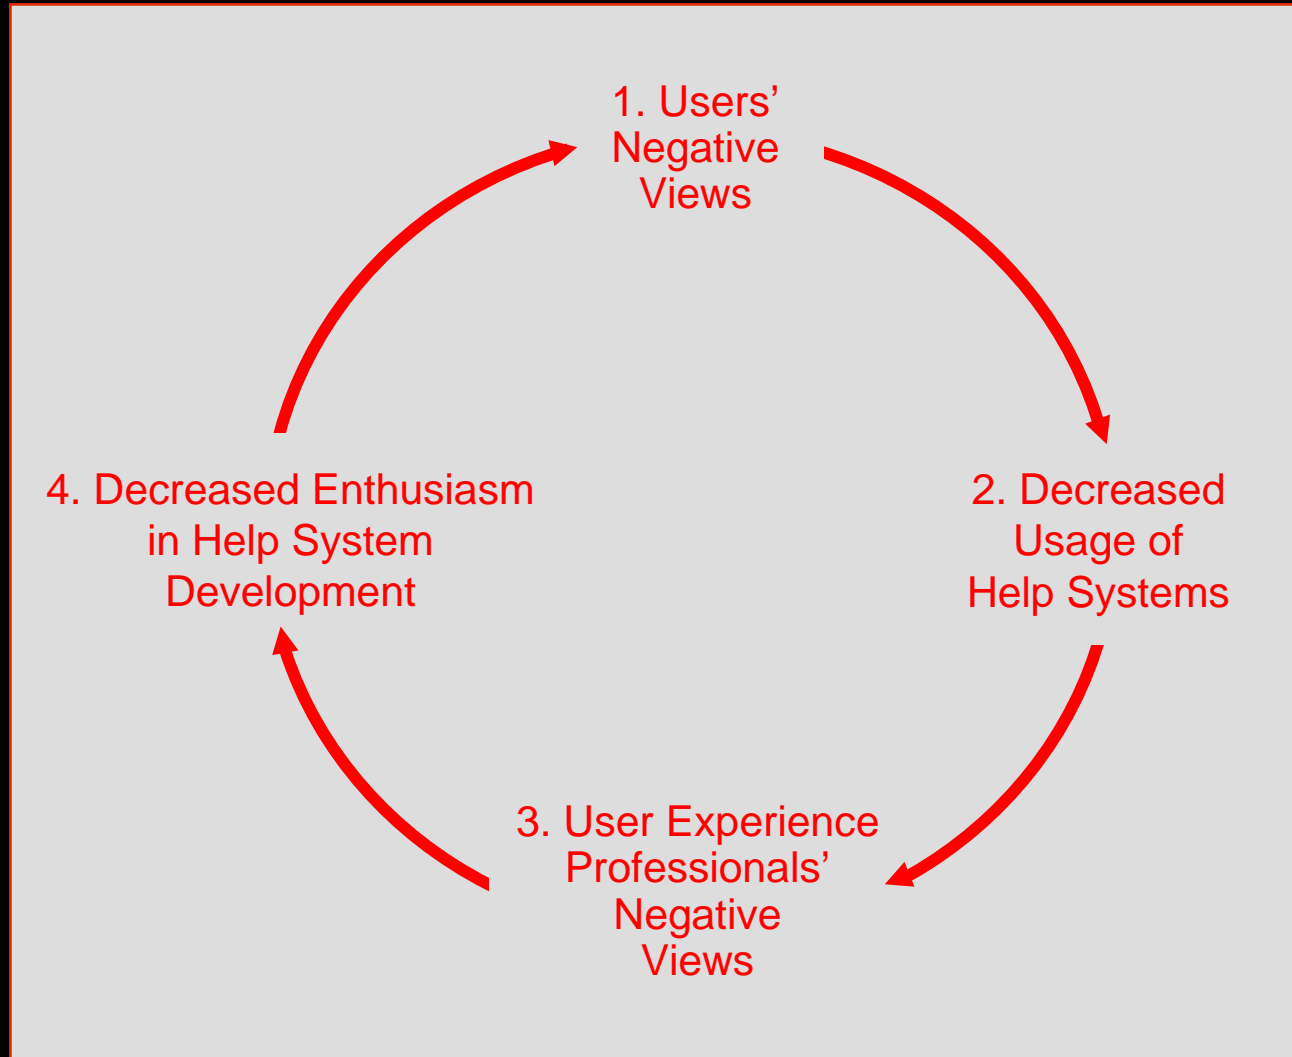 1. Users’
Negative
Views
2. Decreased
Usage of
Help Systems
3. User Experience
Professionals’
Negative
Views
4. Decreased Enthusiasm
in Help System
Development